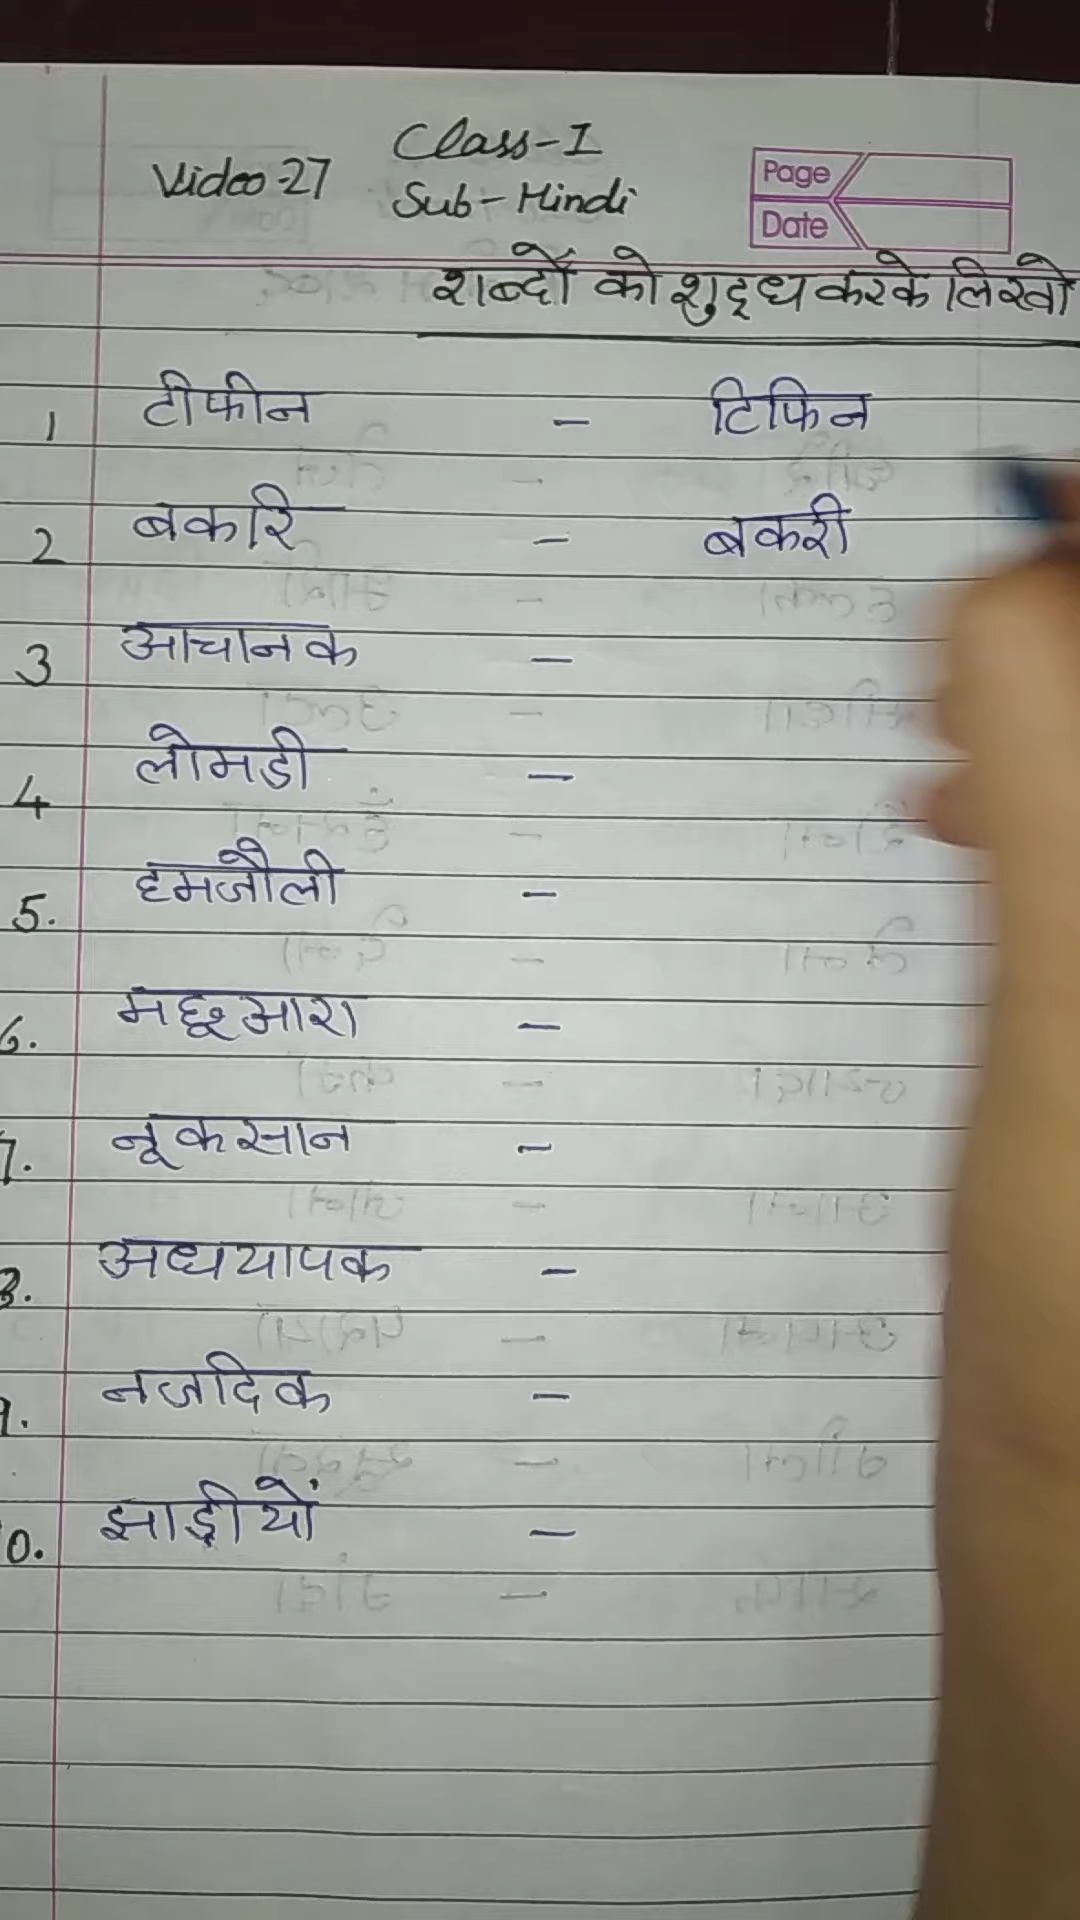 Class-I
Video-27
Sub-Hindi
Page
Date
शब्दों को शुद्ध करके लिखो
1 टीफीन - टिफिन
2 बकरि - बकरी
3 आचानक -
4 लोमडी -
5. हमजौली -
6. मछूआरा -
7. नूकसान -
8. अधयापक -
9. नजदिक -
10. झाड़ीयों -